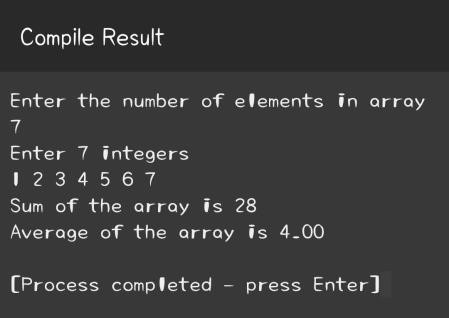 Compile Result
Enter the number of elements in array
7
Enter 7 integers
1 2 3 4 5 6 7
Sum of the array is 28
Average of the array is 4.00
[Process completed - press Enter]